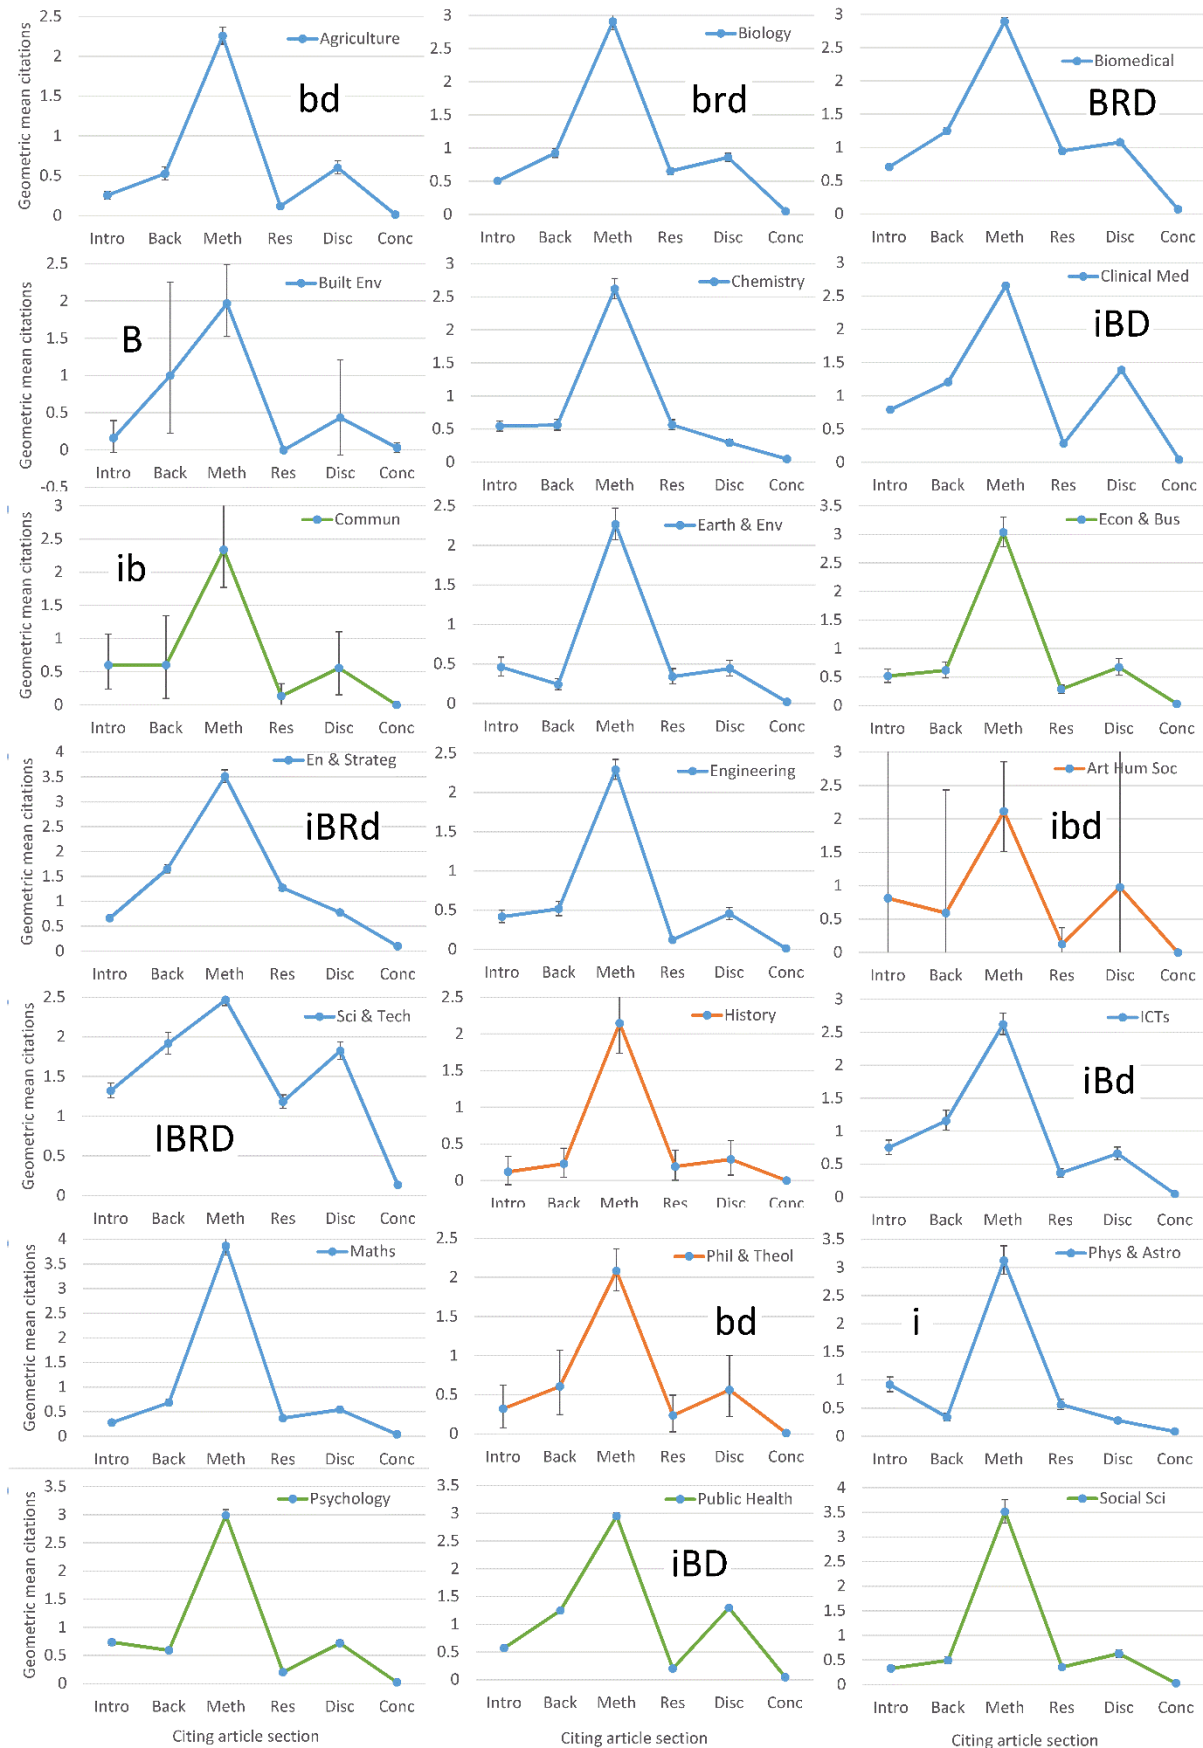 Geometric mean citations
2.5
2
1.5
1
0.5
0
Agriculture
bd
Intro Back Meth Res Disc Conc
3
2.5
2
1.5
1
0.5
0
Biology
brd
Intro Back Meth Res Disc Conc
3
2.5
2
1.5
1
0.5
0
Biomedical
BRD
Intro Back Meth Res Disc Conc
Geometric mean citations
2.5
2
1.5
1
0.5
0
-0.5
Built Env
B
Intro Back Meth Res Disc Conc
3
2.5
2
1.5
1
0.5
0
Chemistry
Intro Back Meth Res Disc Conc
3
2.5
2
1.5
1
0.5
0
Clinical Med
iBD
Intro Back Meth Res Disc Conc
Geometric mean citations
3
2.5
2
1.5
1
0.5
0
Commun
ib
Intro Back Meth Res Disc Conc
2.5
2
1.5
1
0.5
0
Earth & Env
Intro Back Meth Res Disc Conc
3.5
3
2.5
2
1.5
1
0.5
0
Econ & Bus
Intro Back Meth Res Disc Conc
Geometric mean citations
4
3.5
3
2.5
2
1.5
1
0.5
0
En & Strateg
iBRd
Intro Back Meth Res Disc Conc
2.5
2
1.5
1
0.5
0
Engineering
Intro Back Meth Res Disc Conc
3
2.5
2
1.5
1
0.5
0
Art Hum Soc
ibd
Intro Back Meth Res Disc Conc
Geometric mean citations
2.5
2
1.5
1
0.5
0
Sci & Tech
IBRD
Intro Back Meth Res Disc Conc
2.5
2
1.5
1
0.5
0
History
Intro Back Meth Res Disc Conc
3
2.5
2
1.5
1
0.5
0
ICTs
iBd
Intro Back Meth Res Disc Conc
Geometric mean citations
4
3.5
3
2.5
2
1.5
1
0.5
0
Maths
Intro Back Meth Res Disc Conc
2.5
2
1.5
1
0.5
0
Phil & Theol
bd
Intro Back Meth Res Disc Conc
3.5
3
2.5
2
1.5
1
0.5
0
Phys & Astro
i
Intro Back Meth Res Disc Conc
Geometric mean citations
3.5
3
2.5
2
1.5
1
0.5
0
Psychology
Intro Back Meth Res Disc Conc
Citing article section
3.5
3
2.5
2
1.5
1
0.5
0
Public Health
iBD
Intro Back Meth Res Disc Conc
Citing article section
4
3.5
3
2.5
2
1.5
1
0.5
0
Social Sci
Intro Back Meth Res Disc Conc
Citing article section